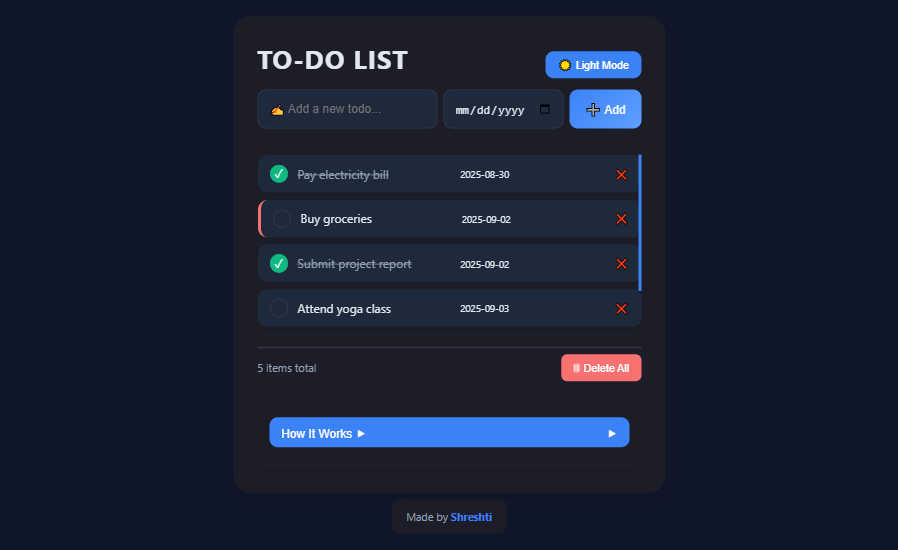 TO-DO LIST
Light Mode
Add a new todo...
mm/dd/yyyy
Add
Pay electricity bill 2025-08-30
Buy groceries 2025-09-02
Submit project report 2025-09-02
Attend yoga class 2025-09-03
5 items total
Delete All
How It Works
Made by Shreshti